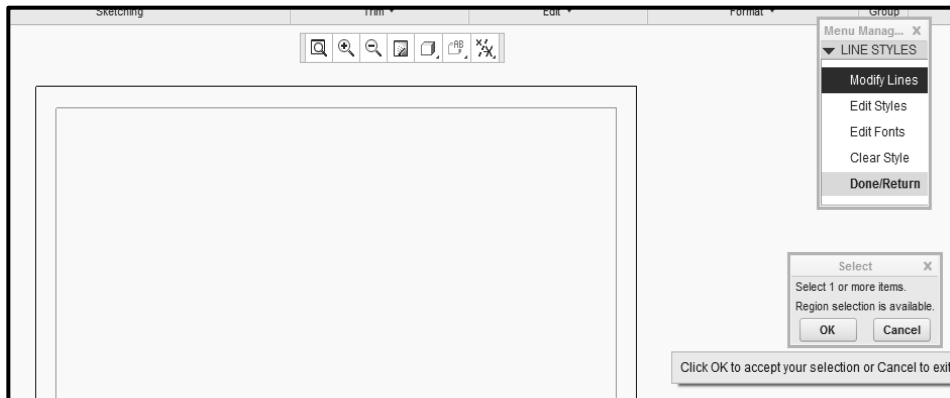 Sketching Trim Edit Format Group
Menu Manag... X
LINE STYLES
Modify Lines
Edit Styles
Edit Fonts
Clear Style
Done/Return
AB
Select X
Select 1 or more items.
Region selection is available.
OK Cancel
Click OK to accept your selection or Cancel to exit